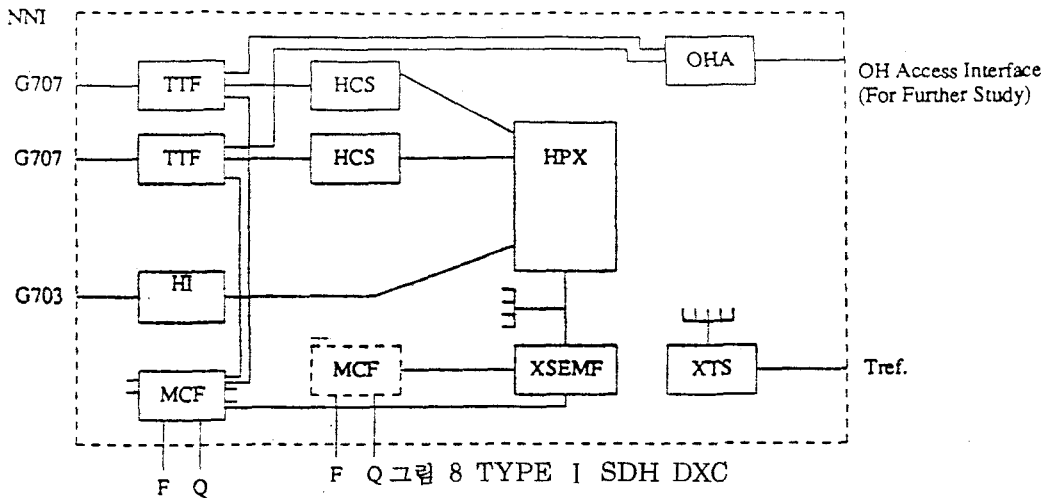 NNI
G707
TTF
HCS
OHA
OH Access Interface
(For Further Study)
G707
TTF
HCS
HPX
G703
HI
MCF
MCF
XSEMF
XTS
Tref.
F Q
F Q
그림 8 TYPE I SDH DXC